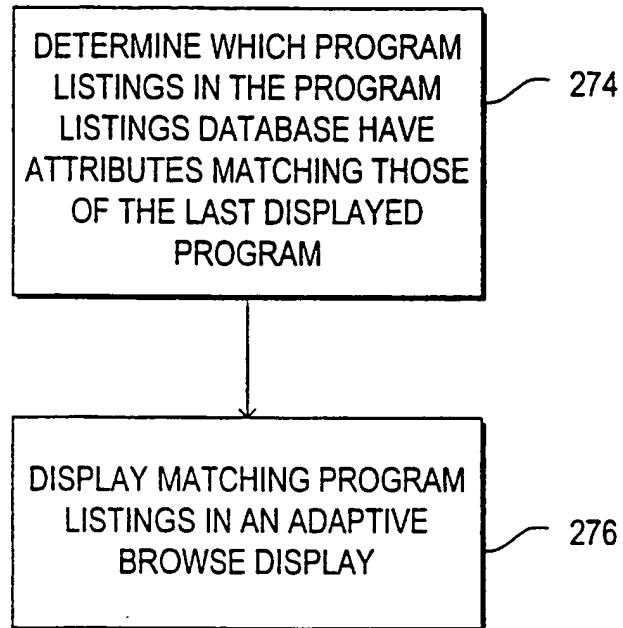 DETERMINE WHICH PROGRAM
LISTINGS IN THE PROGRAM
LISTINGS DATABASE HAVE
ATTRIBUTES MATCHING THOSE
OF THE LAST DISPLAYED
PROGRAM
274
DISPLAY MATCHING PROGRAM
LISTINGS IN AN ADAPTIVE
BROWSE DISPLAY
276